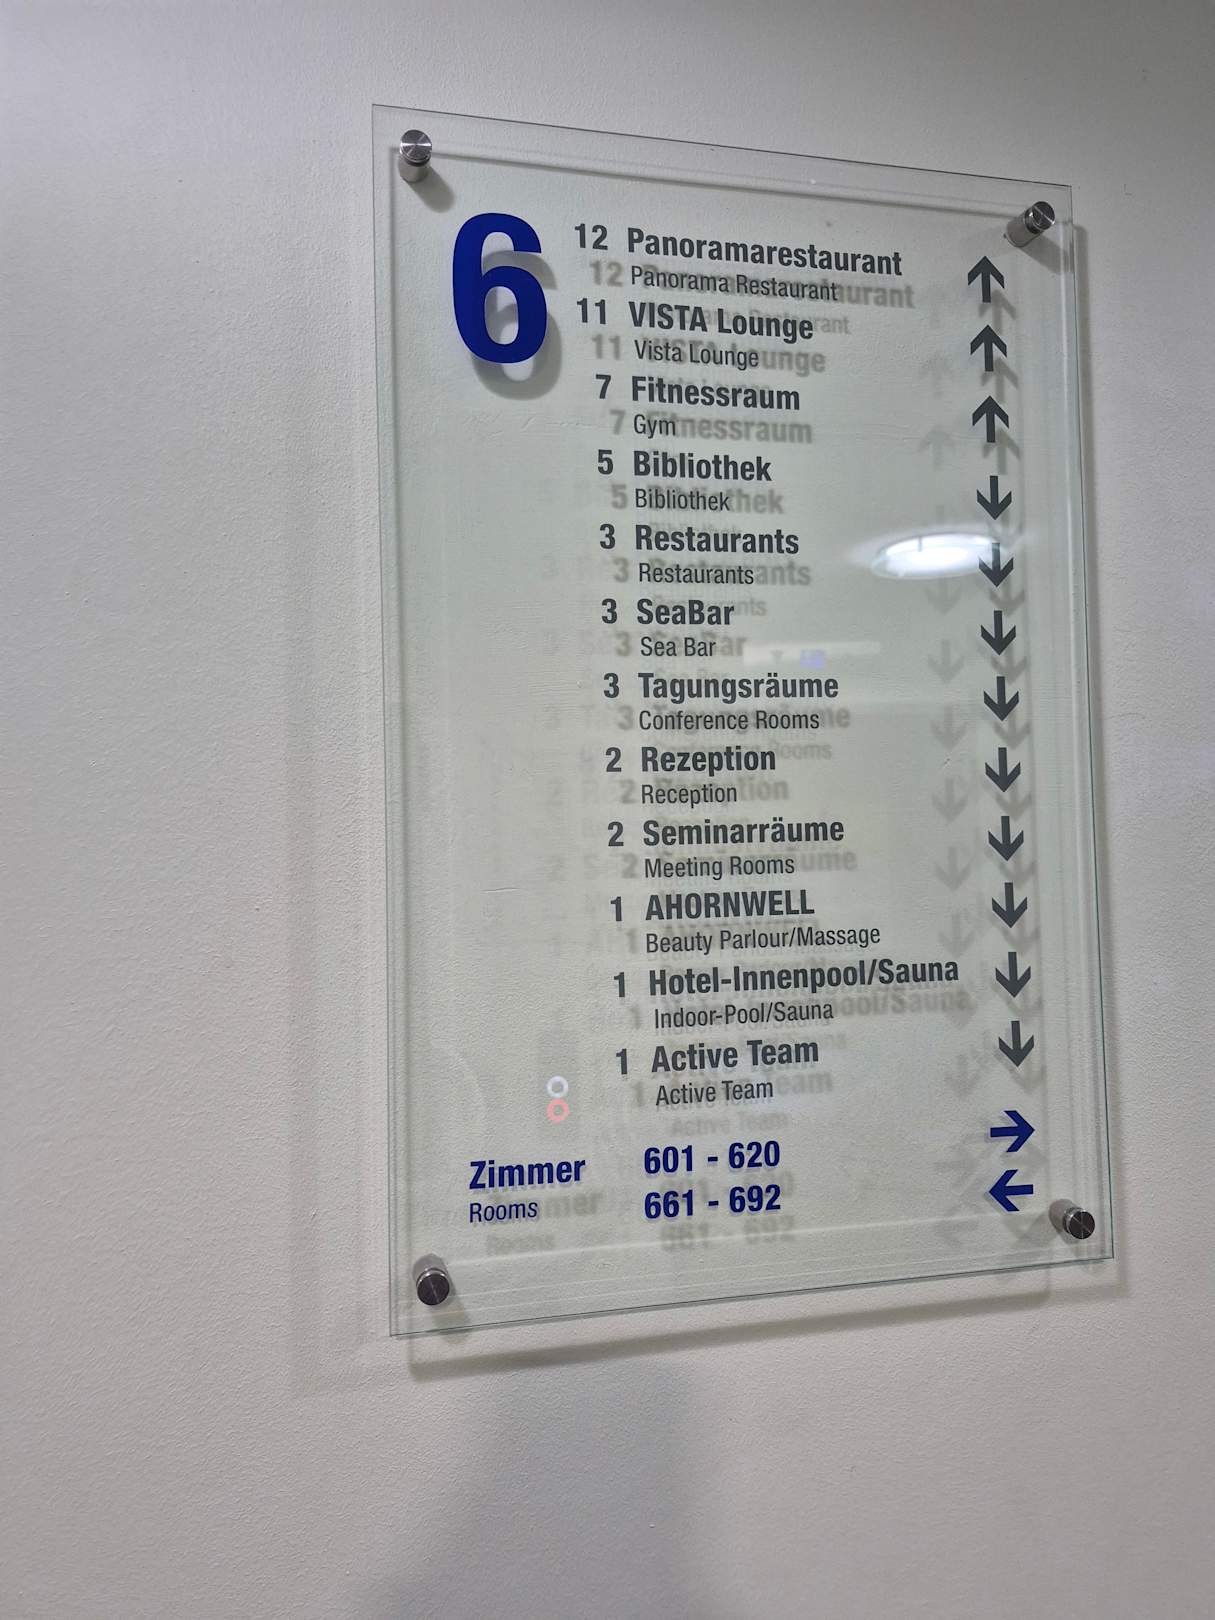 6
12 Panoramarestaurant ↑
Panorama Restaurant
11 VISTA Lounge ↑
Vista Lounge
7 Fitnessraum ↑
Gym
5 Bibliothek ↓
Bibliothek
3 Restaurants ↓
Restaurants
3 SeaBar ↓
Sea Bar
3 Tagungsräume ↓
Conference Rooms
2 Rezeption ↓
Reception
2 Seminarräume ↓
Meeting Rooms
1 AHORNWELL ↓
Beauty Parlour/Massage
1 Hotel-Innenpool/Sauna ↓
Indoor-Pool/Sauna
1 Active Team ↓
Active Team
Zimmer 601 - 620 →
Rooms 661 - 692 ←